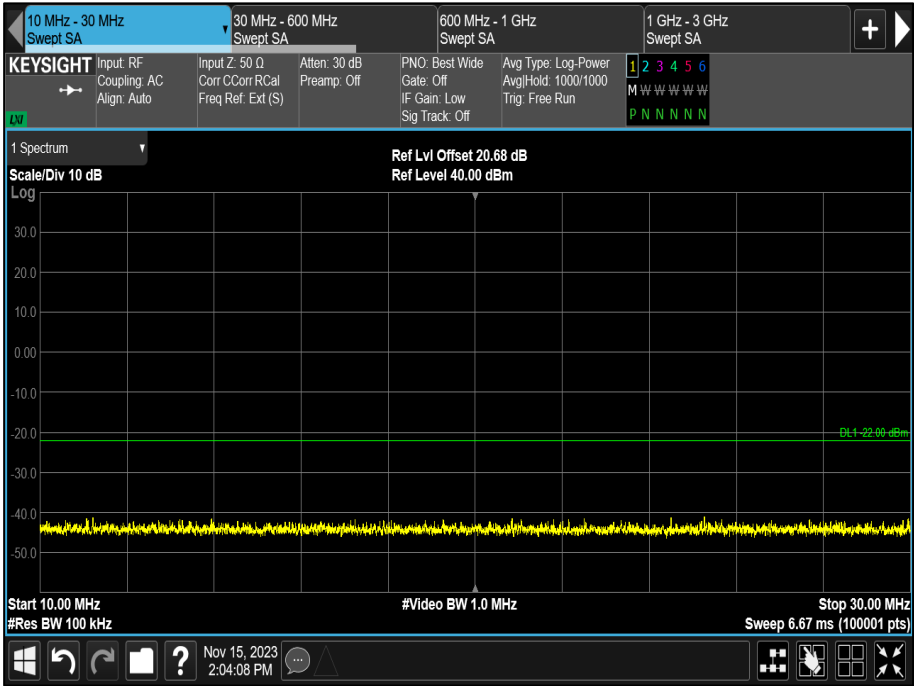 10 MHz - 30 MHz
Swept SA
30 MHz - 600 MHz
Swept SA
600 MHz - 1 GHz
Swept SA
1 GHz - 3 GHz
Swept SA
+
KEYSIGHT
LXI
Input: RF
Coupling: AC
Align: Auto
Input Z: 50 Ω
Corr CCorr RCal
Freq Ref: Ext (S)
Atten: 30 dB
Preamp: Off
PNO: Best Wide
Gate: Off
IF Gain: Low
Sig Track: Off
Avg Type: Log-Power
Avg|Hold: 1000/1000
Trig: Free Run
1 2 3 4 5 6
M W W W W W
P N N N N N
1 Spectrum
Scale/Div 10 dB
Ref Lvl Offset 20.68 dB
Ref Level 40.00 dBm
Log
30.0
20.0
10.0
0.00
-10.0
-20.0
DL1 -22.00 dBm
-30.0
-40.0
-50.0
Start 10.00 MHz
#Video BW 1.0 MHz
Stop 30.00 MHz
#Res BW 100 kHz
Sweep 6.67 ms (100001 pts)
?
Nov 15, 2023
2:04:08 PM